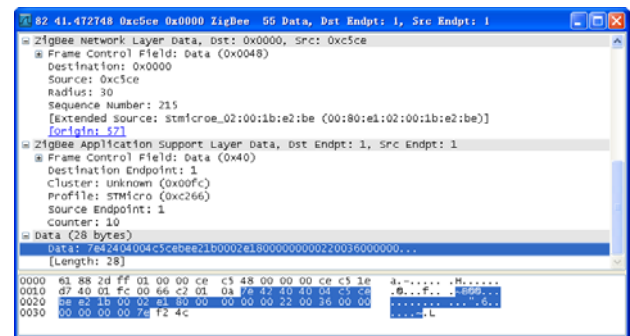 82 41.472748 0xc5ce 0x0000 ZigBee 55 Data, Dst Endpt: 1, Src Endpt: 1
ZigBee Network Layer Data, Dst: 0x0000, Src: 0xc5ce
Frame Control Field: Data (0x0048)
Destination: 0x0000
Source: 0xc5ce
Radius: 30
Sequence Number: 215
[Extended Source: Stmicroe_02:00:1b:e2:be (00:80:e1:02:00:1b:e2:be)]
[Origin: 57]
ZigBee Application Support Layer Data, Dst Endpt: 1, Src Endpt: 1
Frame Control Field: Data (0x40)
Destination Endpoint: 1
Cluster: Unknown (0x00fc)
Profile: STMicro (0xc266)
Source Endpoint: 1
Counter: 10
Data (28 bytes)
Data: 7e42404004c5cebee21b0002e18000000000220036000000...
[Length: 28]
0000 61 88 2d ff 01 00 00 ce c5 48 00 00 00 ce c5 1e a.-..... .H......
0010 d7 40 01 fc 00 66 c2 01 0a 7e 42 40 40 04 c5 ce .@...f.. .~B@@...
0020 be e2 1b 00 02 e1 80 00 00 00 00 22 00 36 00 00 ........ ...".6..
0030 00 00 00 00 7e f2 4c ....~.L